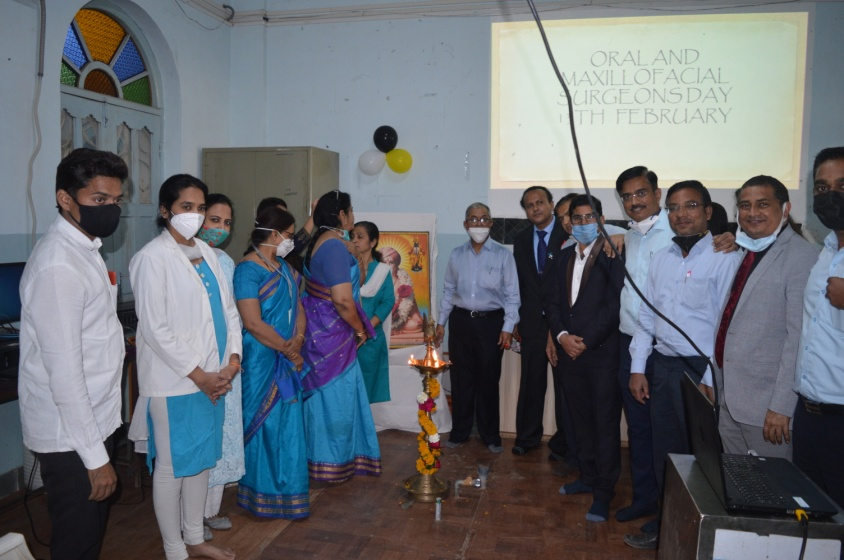 ORAL AND
MAXILLOFACIAL
SURGEONS DAY
TH FEBRUARY